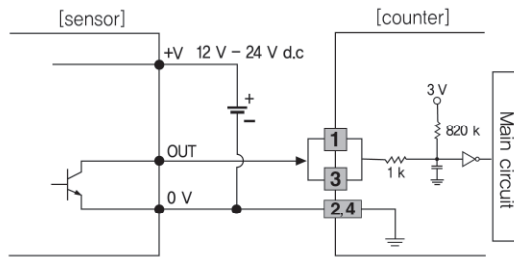 [sensor]
[counter]
+V 12 V – 24 V d.c
+
–
3 V
820 k
1
OUT
3
1 k
0 V
2,4
Main circuit